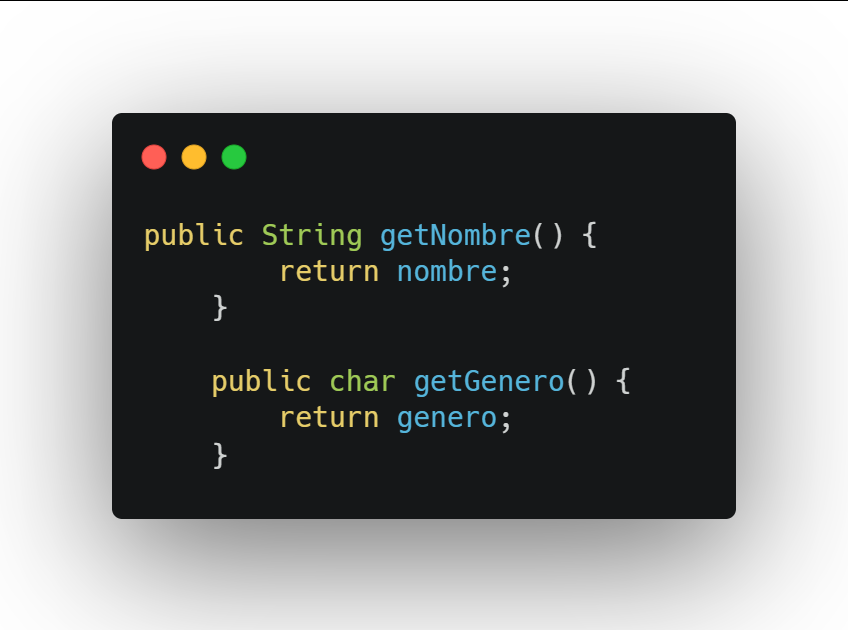 public String getNombre() {
        return nombre;
    }

    public char getGenero() {
        return genero;
    }